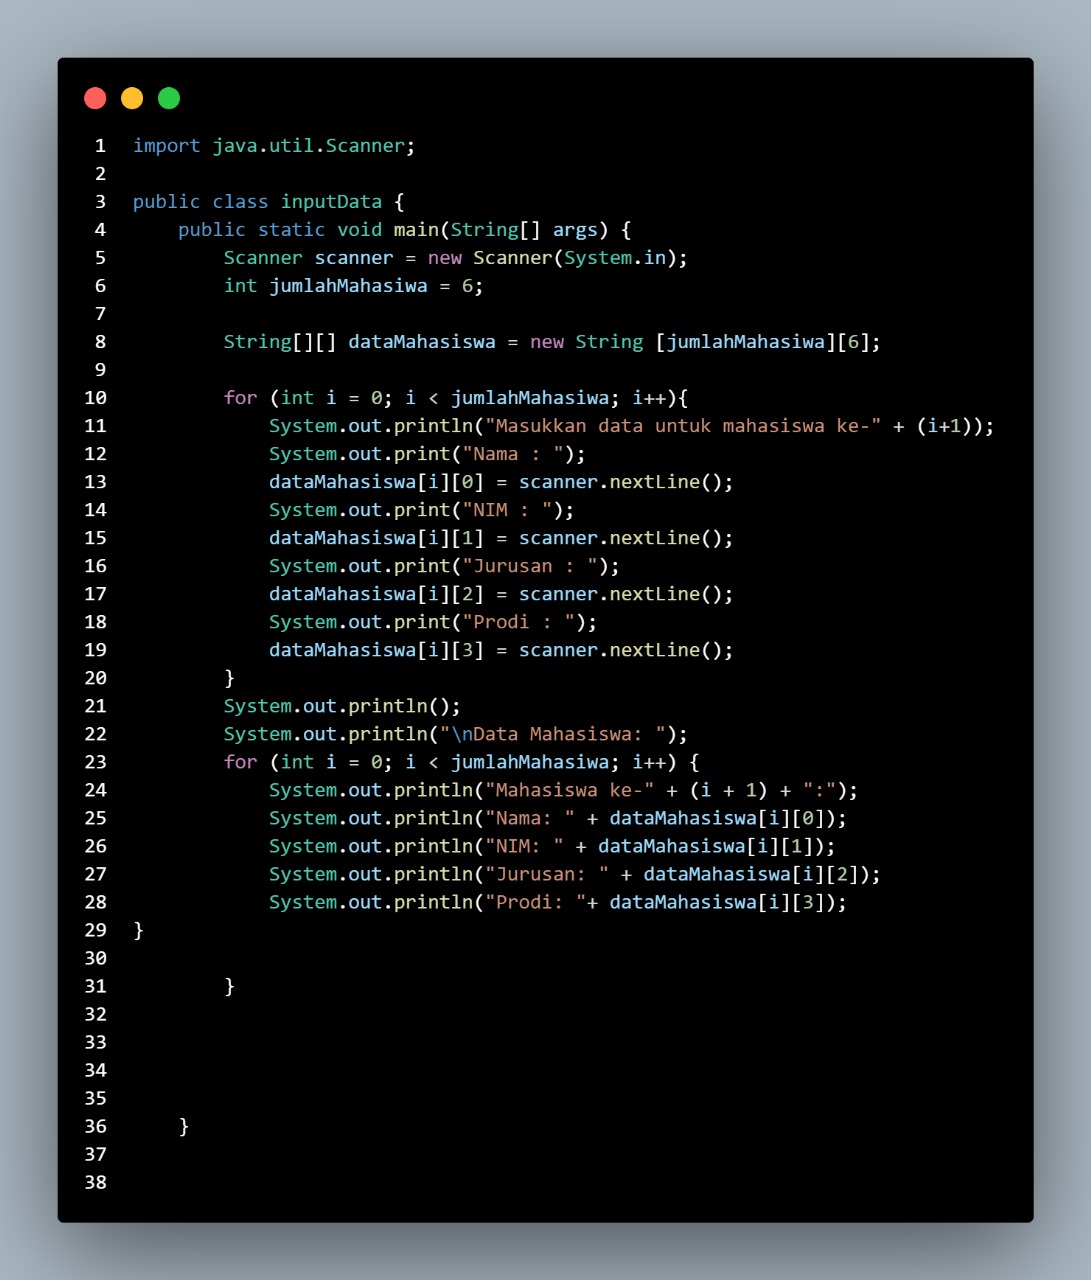 1 import java.util.Scanner;
2
3 public class inputData {
4     public static void main(String[] args) {
5         Scanner scanner = new Scanner(System.in);
6         int jumlahMahasiwa = 6;
7
8         String[][] dataMahasiswa = new String [jumlahMahasiwa][6];
9
10         for (int i = 0; i < jumlahMahasiwa; i++){
11             System.out.println("Masukkan data untuk mahasiswa ke-" + (i+1));
12             System.out.print("Nama : ");
13             dataMahasiswa[i][0] = scanner.nextLine();
14             System.out.print("NIM : ");
15             dataMahasiswa[i][1] = scanner.nextLine();
16             System.out.print("Jurusan : ");
17             dataMahasiswa[i][2] = scanner.nextLine();
18             System.out.print("Prodi : ");
19             dataMahasiswa[i][3] = scanner.nextLine();
20         }
21         System.out.println();
22         System.out.println("\nData Mahasiswa: ");
23         for (int i = 0; i < jumlahMahasiwa; i++) {
24             System.out.println("Mahasiswa ke-" + (i + 1) + ":");
25             System.out.println("Nama: " + dataMahasiswa[i][0]);
26             System.out.println("NIM: " + dataMahasiswa[i][1]);
27             System.out.println("Jurusan: " + dataMahasiswa[i][2]);
28             System.out.println("Prodi: "+ dataMahasiswa[i][3]);
29 }
30
31         }
32
33
34
35
36     }
37
38